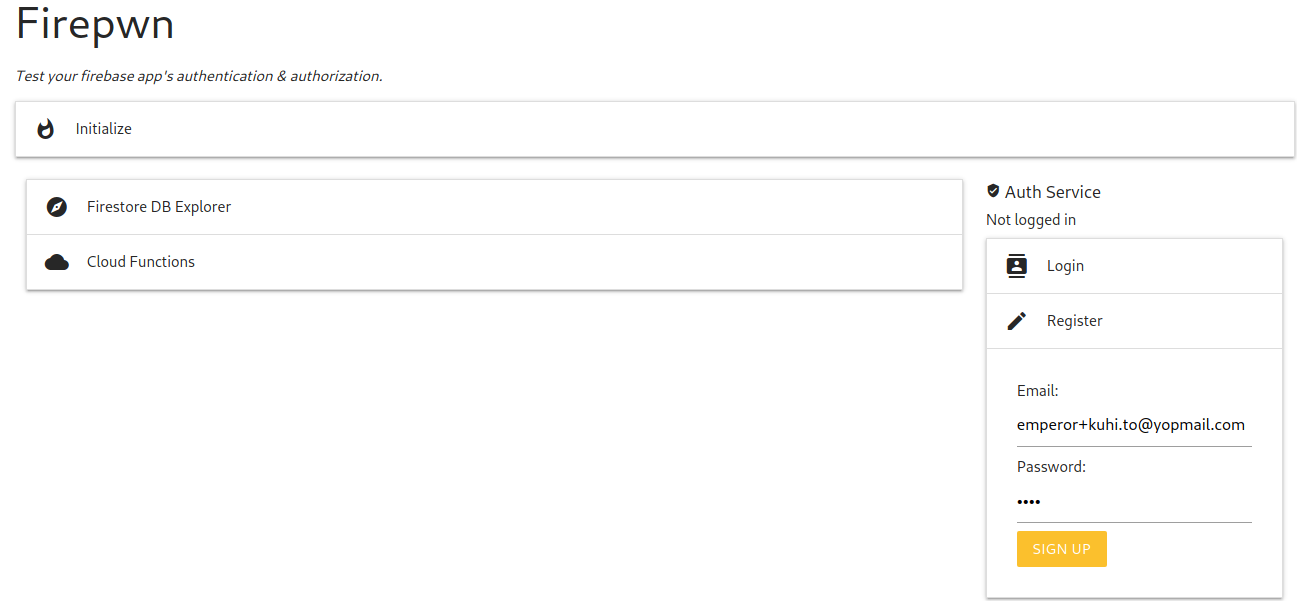 Firepwn
Test your firebase app's authentication & authorization.
Initialize
Firestore DB Explorer
Cloud Functions
Auth Service
Not logged in
Login
Register
Email:
emperor+kuhi.to@yopmail.com
Password:
••••
SIGN UP